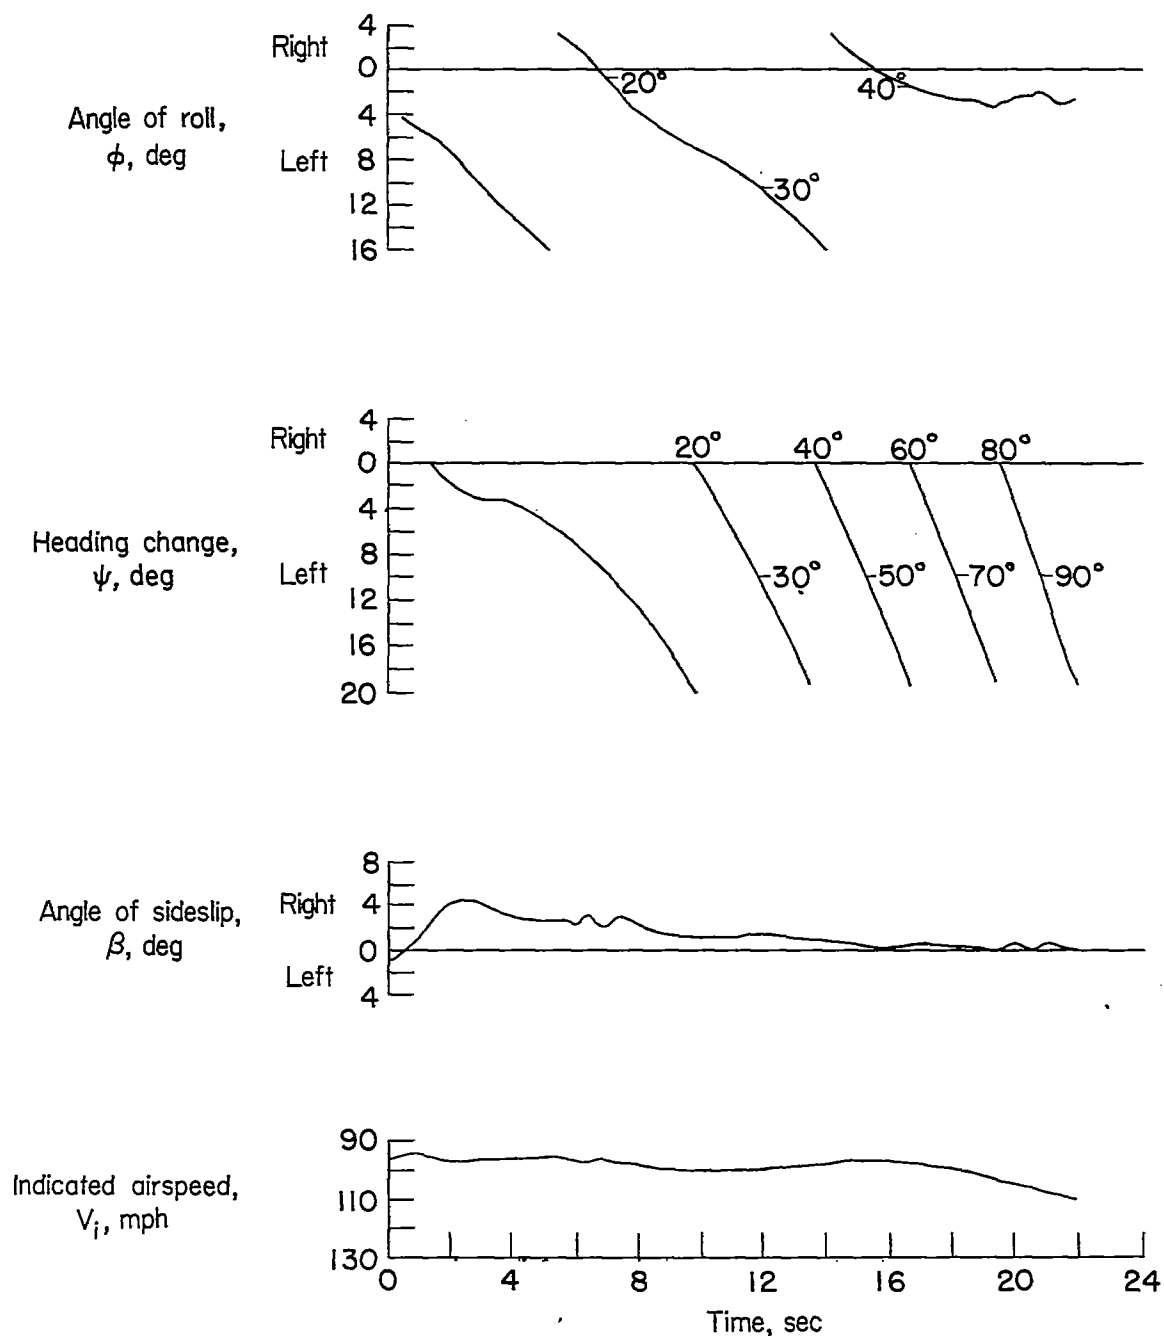 4
Right
0
Angle of roll,
φ, deg
4
Left
8
12
16
20°
30°
40°
4
Right
0
20°
40°
60°
80°
4
Heading change,
ψ, deg
8
Left
12
16
20
30°
50°
70°
90°
8
Angle of sideslip,
β, deg
Right
4
0
Left
4
90
Indicated airspeed,
Vi, mph
110
130
0
4
8
12
16
20
24
Time, sec